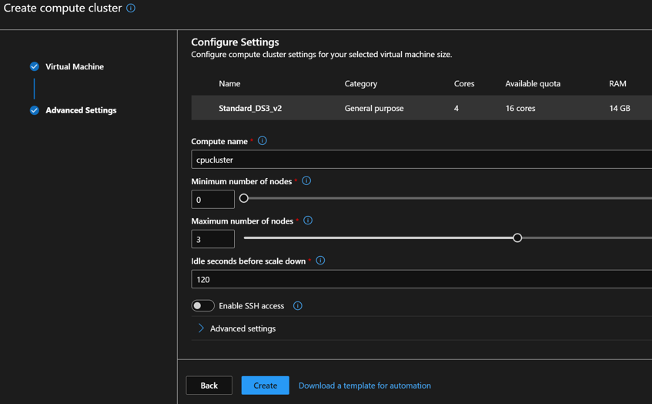 Create compute cluster
Configure Settings
Configure compute cluster settings for your selected virtual machine size.
Virtual Machine
Advanced Settings
Name Category Cores Available quota RAM
Standard_DS3_v2 General purpose 4 16 cores 14 GB
Compute name *
cpucluster
Minimum number of nodes *
0
Maximum number of nodes *
3
Idle seconds before scale down *
120
Enable SSH access
Advanced settings
Back Create Download a template for automation